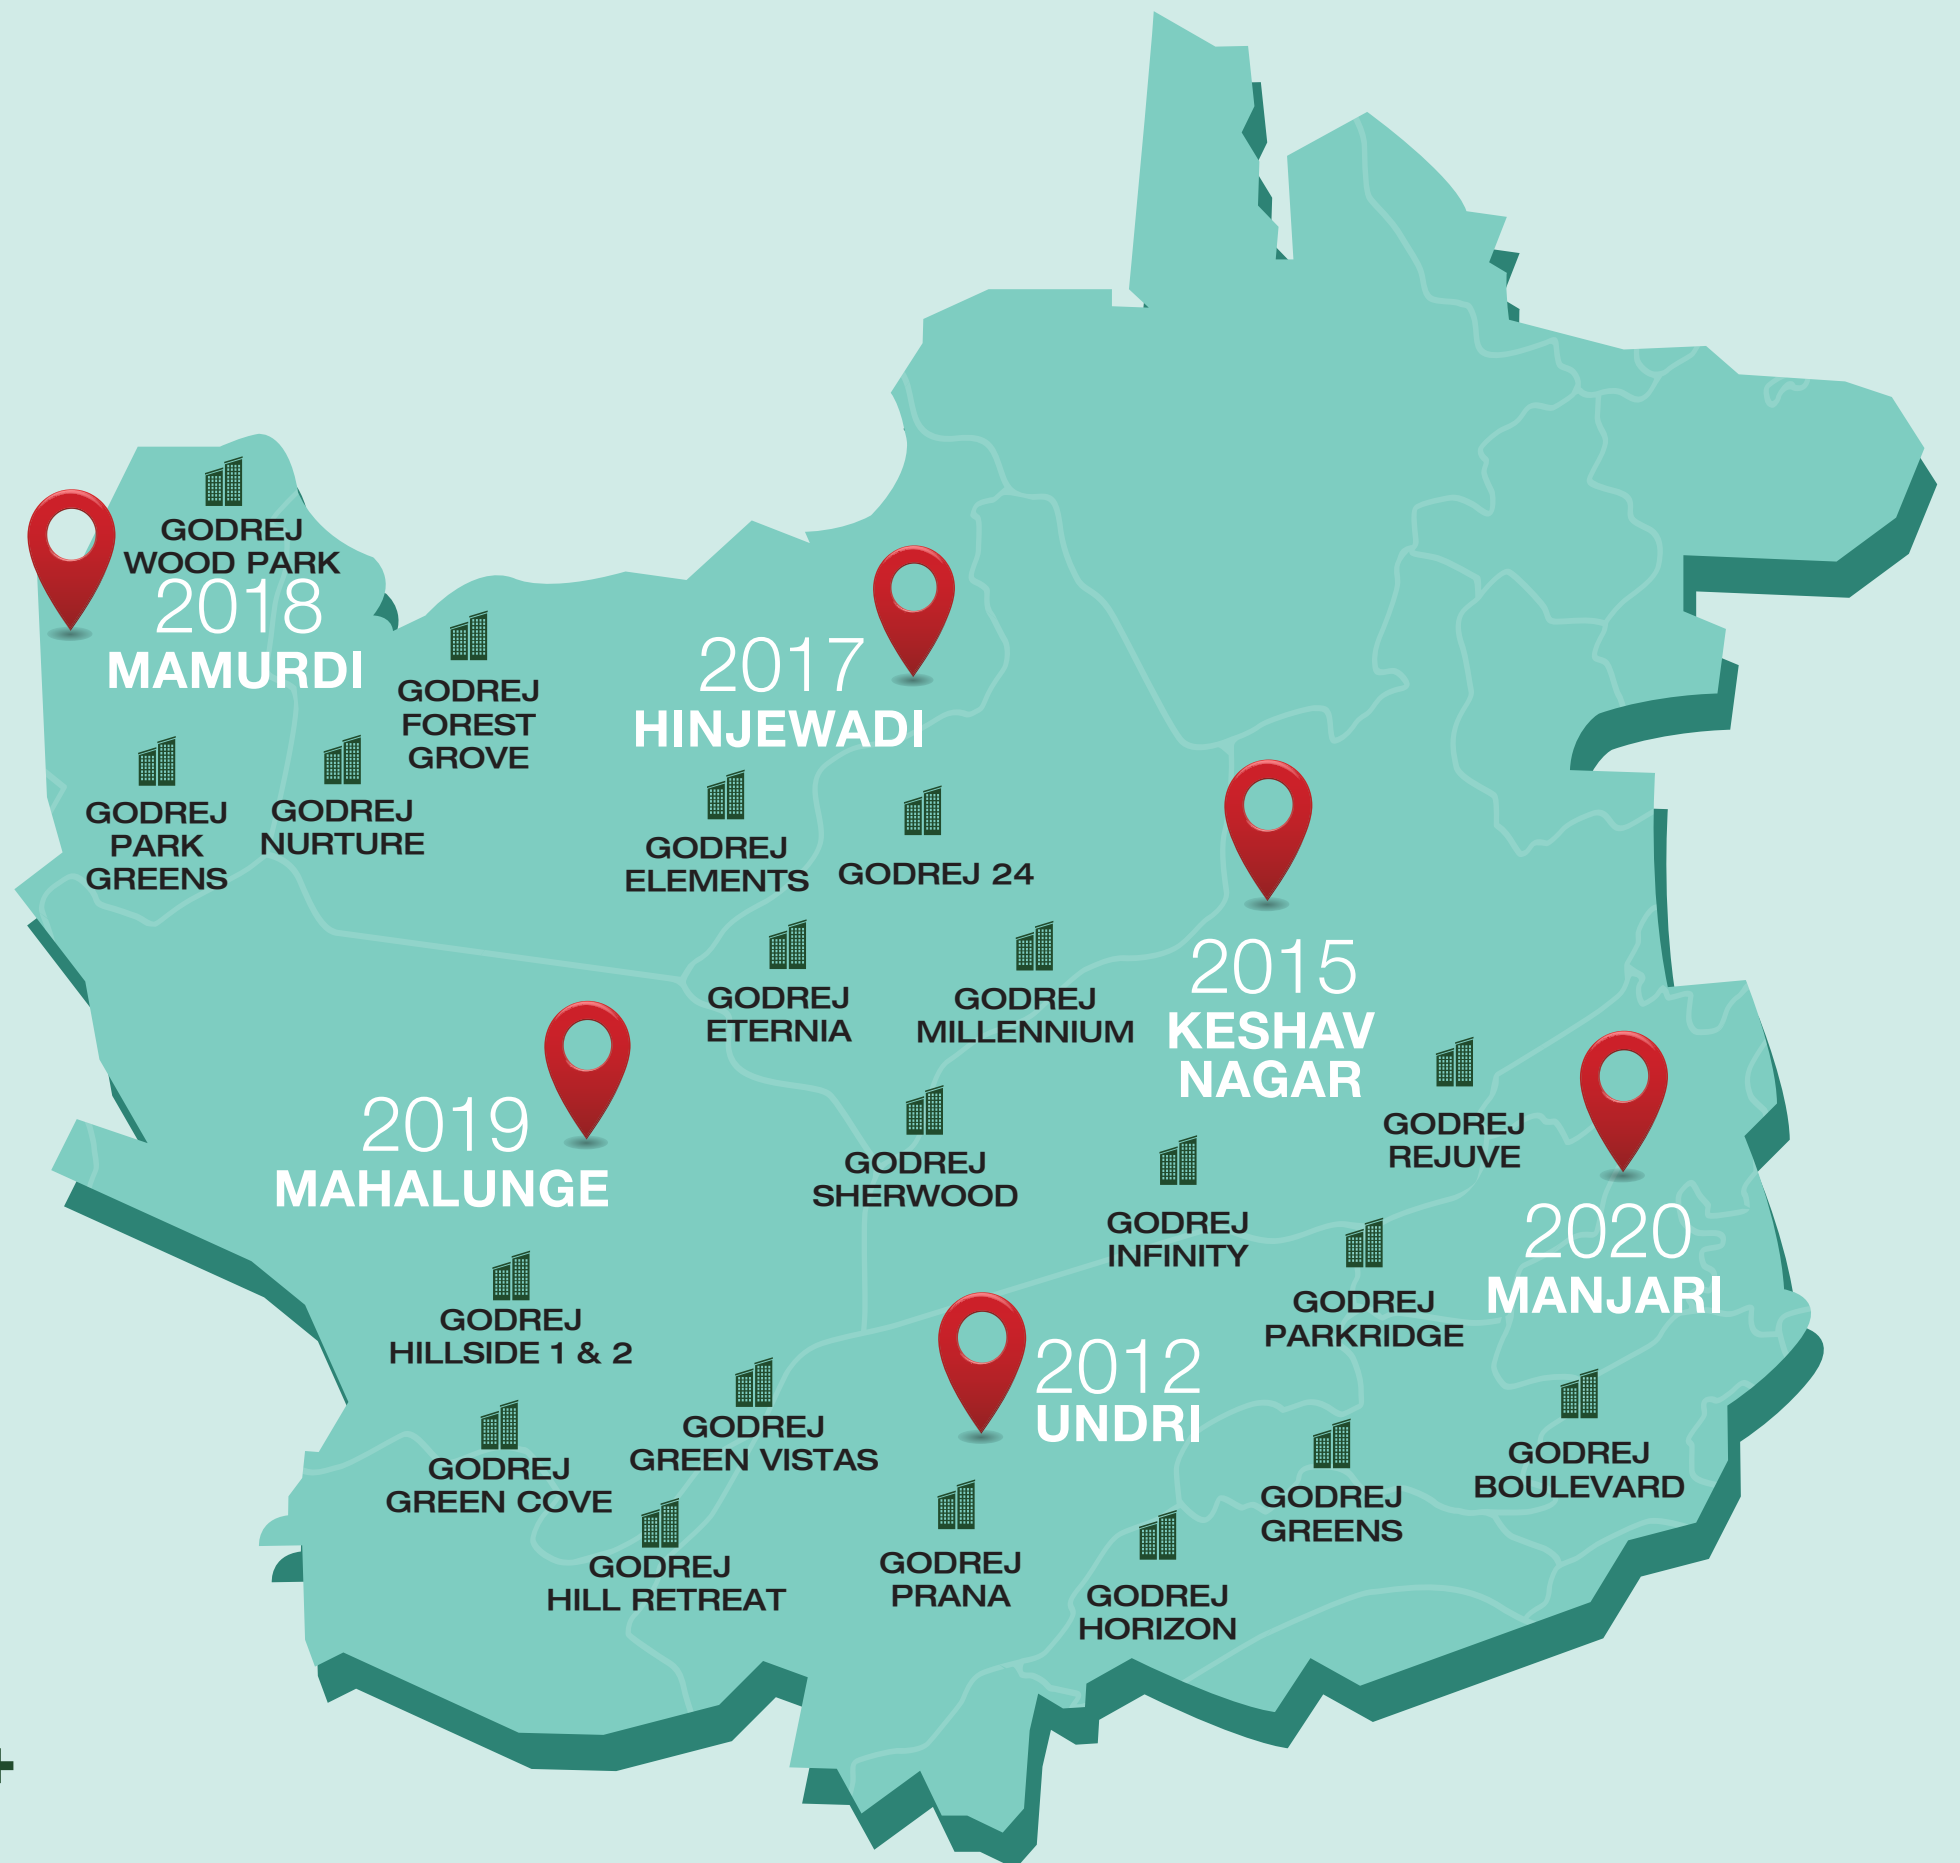 GODREJ
WOOD PARK
2018
MAMURDI
GODREJ
FOREST
GROVE
GODREJ
PARK
GREENS
GODREJ
NURTURE
2017
HINJEWADI
GODREJ
ELEMENTS
GODREJ 24
GODREJ
ETERNIA
GODREJ
MILLENNIUM
2015
KESHAV
NAGAR
GODREJ
REJUVE
2019
MAHALUNGE
GODREJ
SHERWOOD
GODREJ
INFINITY
2020
MANJARI
GODREJ
PARKRIDGE
GODREJ
HILLSIDE 1 & 2
2012
UNDRI
GODREJ
GREEN VISTAS
GODREJ
GREEN COVE
GODREJ
BOULEVARD
GODREJ
GREENS
GODREJ
HILL RETREAT
GODREJ
PRANA
GODREJ
HORIZON
+